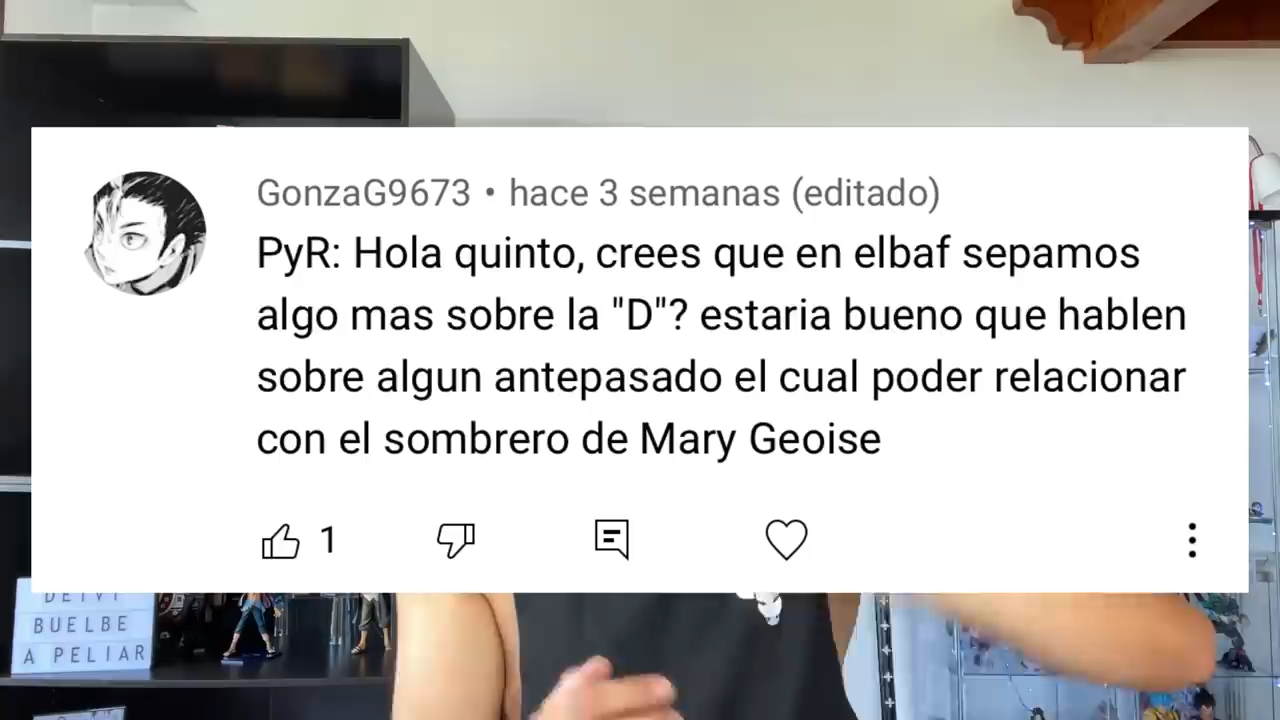 GonzaG9673 • hace 3 semanas (editado)
PyR: Hola quinto, crees que en elbaf sepamos
algo mas sobre la "D"? estaria bueno que hablen
sobre algun antepasado el cual poder relacionar
con el sombrero de Mary Geoise
1
DEIVI
BUELBE
A PELIAR